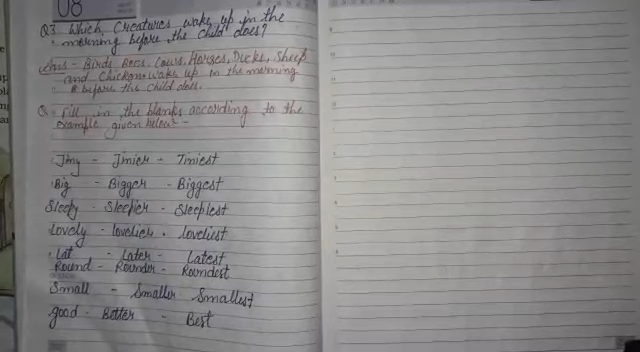 08
Q3 Which Creatures wake up in the
morning before the child does?
Ans - Birds, Bees, Cows, Horses, Ducks, Sheep
and Chicken wake up in the morning
before the child does.
Q Fill in the blanks according to the
example given below:-
Tiny - Tinier - Tiniest
Big - Bigger - Biggest
Sleepy - Sleepier - Sleepiest
Lovely - lovelier - loveliest
Lat - Later - Latest
Round - Rounder - Roundest
Small - Smaller Smallest
good - Better - Best